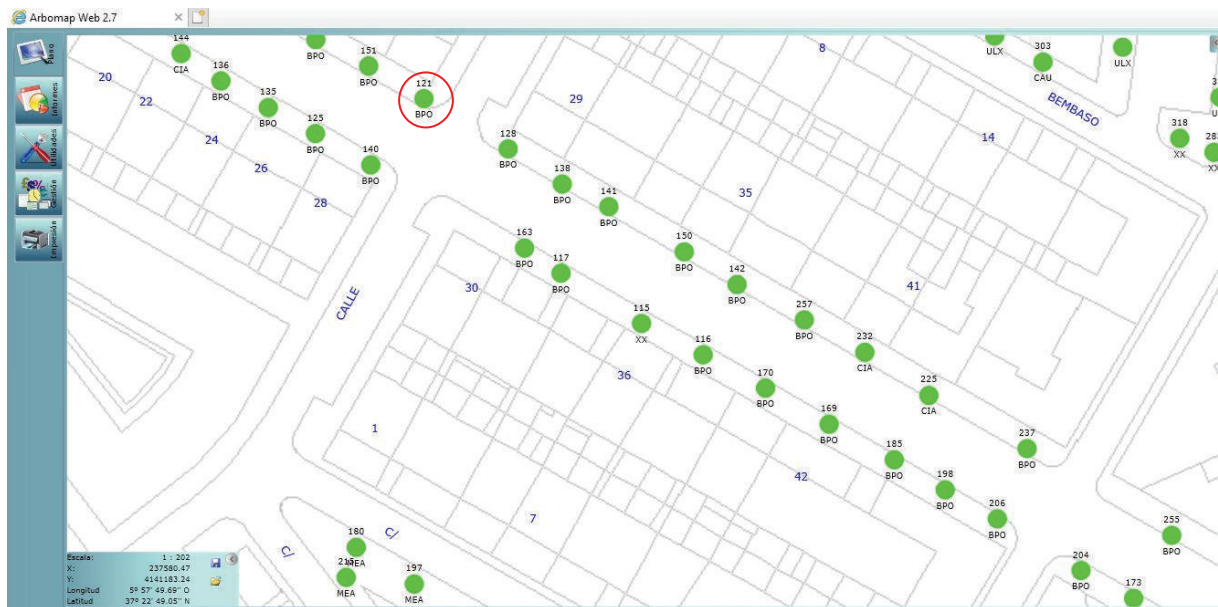 Arbomap Web 2.7
Plano
Informes
Utilidades
Gestión
Impresión
144
CIA
136
BPO
135
BPO
125
BPO
140
BPO
BPO
151
BPO
121
BPO
20
22
24
26
28
29
8
14
35
41
128
BPO
138
BPO
141
BPO
150
BPO
142
BPO
257
BPO
232
CIA
225
CIA
237
BPO
ULX
303
CAU
ULX
BEMBASO
318
XX
CALLE
163
BPO
117
BPO
30
115
XX
116
BPO
170
BPO
36
169
BPO
185
BPO
198
BPO
206
BPO
42
1
7
C/
C/
180
MEA
215
MEA
197
MEA
255
BPO
204
BPO
173
Escala: 1 : 202
X: 237580.47
Y: 4141183.24
Longitud 5º 57' 49.69'' O
Latitud 37º 22' 49.05'' N